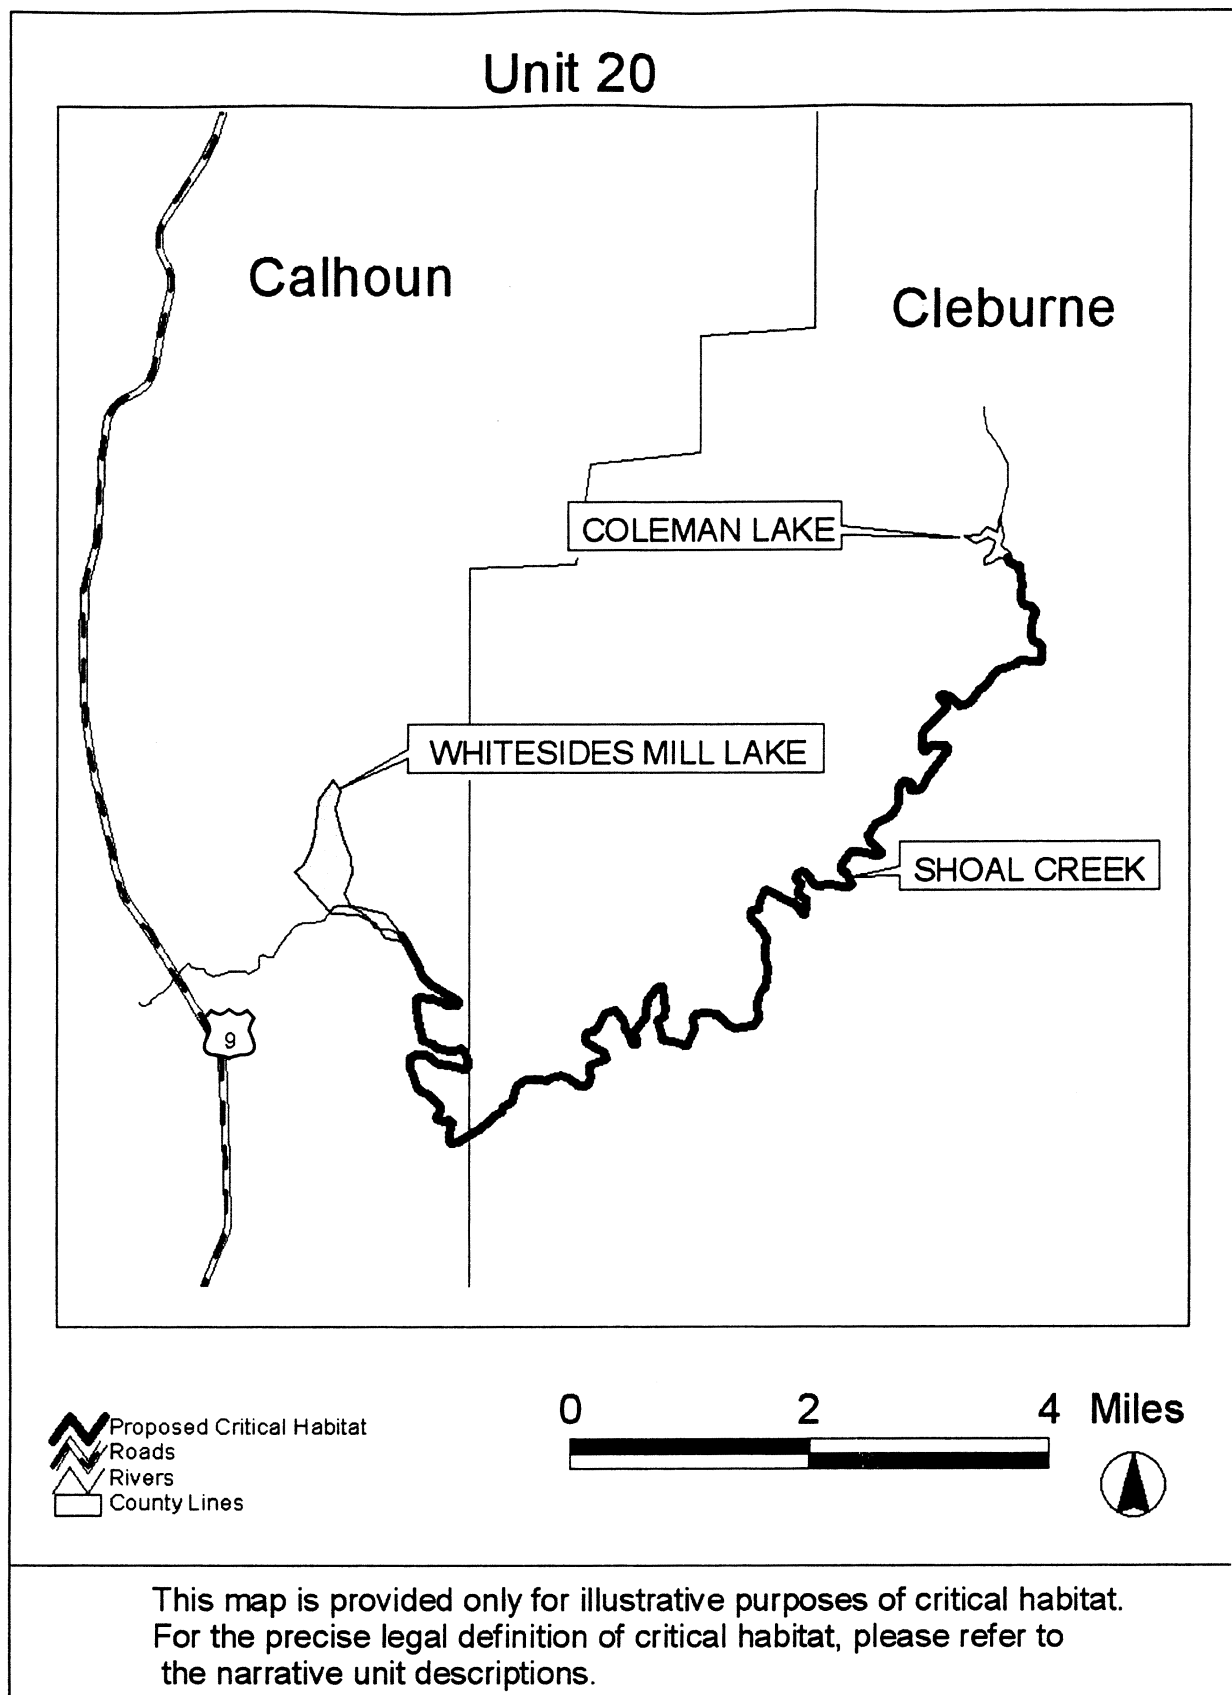 Unit 20
Calhoun
Cleburne
COLEMAN LAKE
WHITESIDES MILL LAKE
SHOAL CREEK
9
Proposed Critical Habitat
Roads
Rivers
County Lines
0 2 4 Miles
This map is provided only for illustrative purposes of critical habitat.
For the precise legal definition of critical habitat, please refer to
the narrative unit descriptions.